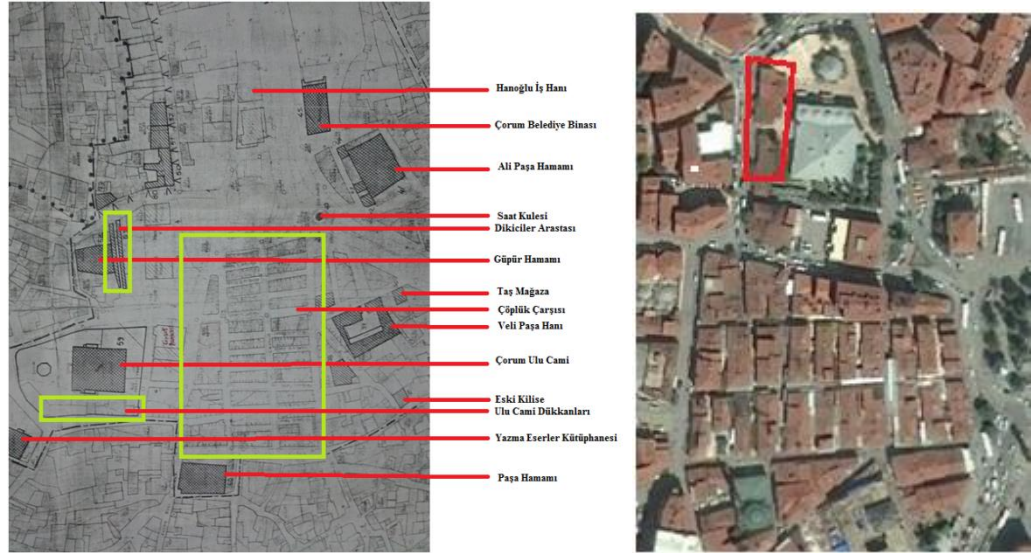 Hanoğlu İş Hanı
Çorum Belediye Binası
Ali Paşa Hamamı
Saat Kulesi
Dikiciler Arastası
Güpür Hamamı
Taş Mağaza
Çöplük Çarşısı
Veli Paşa Hanı
Çorum Ulu Cami
Eski Kilise
Ulu Cami Dükkanları
Yazma Eserler Kütüphanesi
Paşa Hamamı